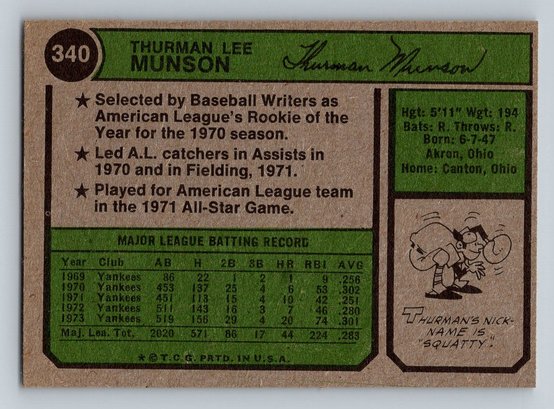 340
THURMAN LEE
MUNSON
Thurman Munson
★ Selected by Baseball Writers as
American League's Rookie of the
Year for the 1970 season.
★ Led A.L. catchers in Assists in
1970 and in Fielding, 1971.
★ Played for American League team
in the 1971 All-Star Game.
Hgt: 5'11" Wgt: 194
Bats: R. Throws: R.
Born: 6-7-47
Akron, Ohio
Home: Canton, Ohio
MAJOR LEAGUE BATTING RECORD
Year Club AB H 2B 3B HR RBI AVG
1969 Yankees 86 22 1 2 1 9 .256
1970 Yankees 453 137 25 4 6 53 .302
1971 Yankees 451 113 15 4 10 42 .251
1972 Yankees 511 143 16 3 7 46 .280
1973 Yankees 519 156 29 4 20 74 .301
Maj. Lea. Tot. 2020 571 86 17 44 224 .283
★ © T.C.G. PRTD. IN U.S.A.
THURMAN'S NICK-
NAME IS
"SQUATTY."